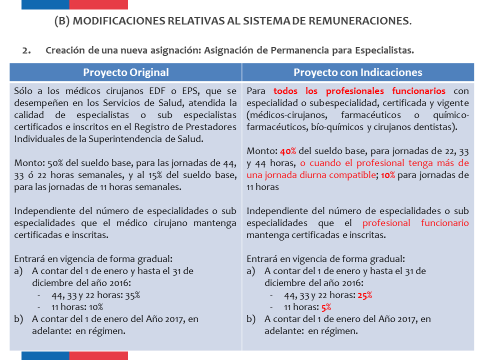 (B) MODIFICACIONES RELATIVAS AL SISTEMA DE REMUNERACIONES.
2. Creación de una nueva asignación: Asignación de Permanencia para Especialistas.
Proyecto Original
Sólo a los médicos cirujanos EDF o EPS, que se
desempeñen en los Servicios de Salud, atendida la
calidad de especialistas o sub especialistas
certificados e inscritos en el Registro de Prestadores
Individuales de la Superintendencia de Salud.
Monto: 50% del sueldo base, para las jornadas de 44,
33 ó 22 horas semanales, y al 15% del sueldo base,
para las jornadas de 11 horas semanales.
Independiente del número de especialidades o sub
especialidades que el médico cirujano mantenga
certificadas e inscritas.
Entrará en vigencia de forma gradual:
a) A contar del 1 de enero y hasta el 31 de
diciembre del año 2016:
- 44, 33 y 22 horas: 35%
- 11 horas: 10%
b) A contar del 1 de enero del Año 2017, en
adelante: en régimen.
Proyecto con Indicaciones
Para todos los profesionales funcionarios con
especialidad o subespecialidad, certificada y vigente
(médicos-cirujanos, farmacéuticos o químico-
farmacéuticos, bío-químicos y cirujanos dentistas).
Monto: 40% del sueldo base, para jornadas de 22, 33
y 44 horas, o cuando el profesional tenga más de
una jornada diurna compatible; 10% para jornadas de
11 horas
Independiente del número de especialidades o sub
especialidades que el profesional funcionario
mantenga certificadas e inscritas.
Entrará en vigencia de forma gradual:
a) A contar del 1 de enero y hasta el 31 de
diciembre del año 2016:
- 44, 33 y 22 horas: 25%
- 11 horas: 5%
b) A contar del 1 de enero del Año 2017, en
adelante: en régimen.